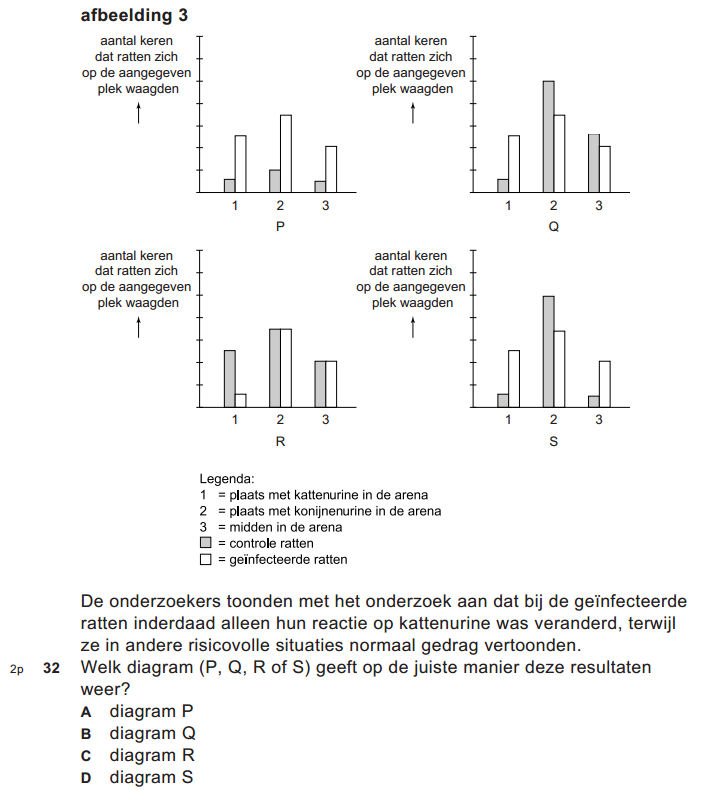 afbeelding 3
aantal keren
dat ratten zich
op de aangegeven
plek waagden
1 2 3
P
aantal keren
dat ratten zich
op de aangegeven
plek waagden
1 2 3
Q
aantal keren
dat ratten zich
op de aangegeven
plek waagden
1 2 3
R
aantal keren
dat ratten zich
op de aangegeven
plek waagden
1 2 3
S
Legenda:
1 = plaats met kattenurine in de arena
2 = plaats met konijnenurine in de arena
3 = midden in de arena
= controle ratten
= geïnfecteerde ratten
De onderzoekers toonden met het onderzoek aan dat bij de geïnfecteerde
ratten inderdaad alleen hun reactie op kattenurine was veranderd, terwijl
ze in andere risicovolle situaties normaal gedrag vertoonden.
2p 32 Welk diagram (P, Q, R of S) geeft op de juiste manier deze resultaten
weer?
A diagram P
B diagram Q
C diagram R
D diagram S